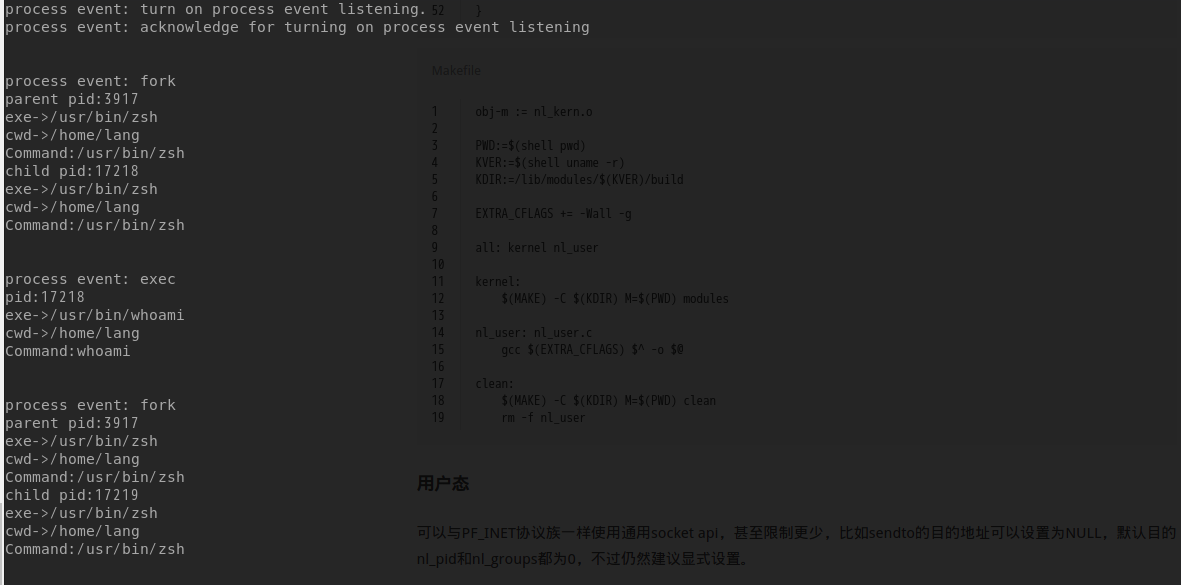 process event: turn on process event listening.
process event: acknowledge for turning on process event listening
process event: fork
parent pid:3917
exe->/usr/bin/zsh
cwd->/home/lang
Command:/usr/bin/zsh
child pid:17218
exe->/usr/bin/zsh
cwd->/home/lang
Command:/usr/bin/zsh
process event: exec
pid:17218
exe->/usr/bin/whoami
cwd->/home/lang
Command:whoami
process event: fork
parent pid:3917
exe->/usr/bin/zsh
cwd->/home/lang
Command:/usr/bin/zsh
child pid:17219
exe->/usr/bin/zsh
cwd->/home/lang
Command:/usr/bin/zsh
52 }
Makefile
1 obj-m := nl_kern.o
2
3 PWD:=$(shell pwd)
4 KVER:=$(shell uname -r)
5 KDIR:=/lib/modules/$(KVER)/build
6
7 EXTRA_CFLAGS += -Wall -g
8
9 all: kernel nl_user
10
11 kernel:
12 $(MAKE) -C $(KDIR) M=$(PWD) modules
13
14 nl_user: nl_user.c
15 gcc $(EXTRA_CFLAGS) $^ -o $@
16
17 clean:
18 $(MAKE) -C $(KDIR) M=$(PWD) clean
19 rm -f nl_user
用户态
可以与PF_INET协议族一样使用通用socket api，甚至限制更少，比如sendto的目的地址可以设置为NULL，默认目的
nl_pid和nl_groups都为0，不过仍然建议显式设置。